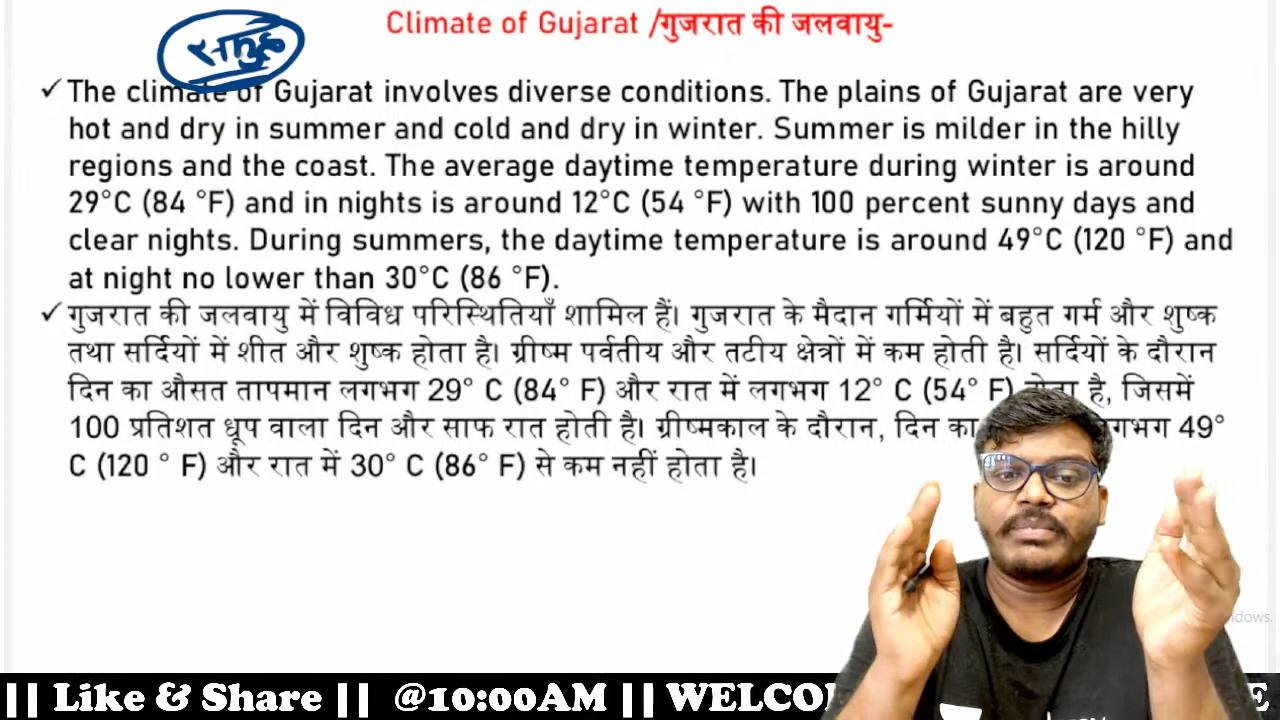 Climate of Gujarat /गुजरात की जलवायु-
समुद्र
✓ The climate of Gujarat involves diverse conditions. The plains of Gujarat are very
hot and dry in summer and cold and dry in winter. Summer is milder in the hilly
regions and the coast. The average daytime temperature during winter is around
29°C (84 °F) and in nights is around 12°C (54 °F) with 100 percent sunny days and
clear nights. During summers, the daytime temperature is around 49°C (120 °F) and
at night no lower than 30°C (86 °F).
✓ गुजरात की जलवायु में विविध परिस्थितियाँ शामिल हैं। गुजरात के मैदान गर्मियों में बहुत गर्म और शुष्क
तथा सर्दियों में शीत और शुष्क होता है। ग्रीष्म पर्वतीय और तटीय क्षेत्रों में कम होती है। सर्दियों के दौरान
दिन का औसत तापमान लगभग 29° C (84° F) और रात में लगभग 12° C (54° F) होता है, जिसमें
100 प्रतिशत धूप वाला दिन और साफ रात होती है। ग्रीष्मकाल के दौरान, दिन का गभग 49°
C (120 ° F) और रात में 30° C (86° F) से कम नहीं होता है।
dows.
|| Like & Share || @10:00AM || WELCO E